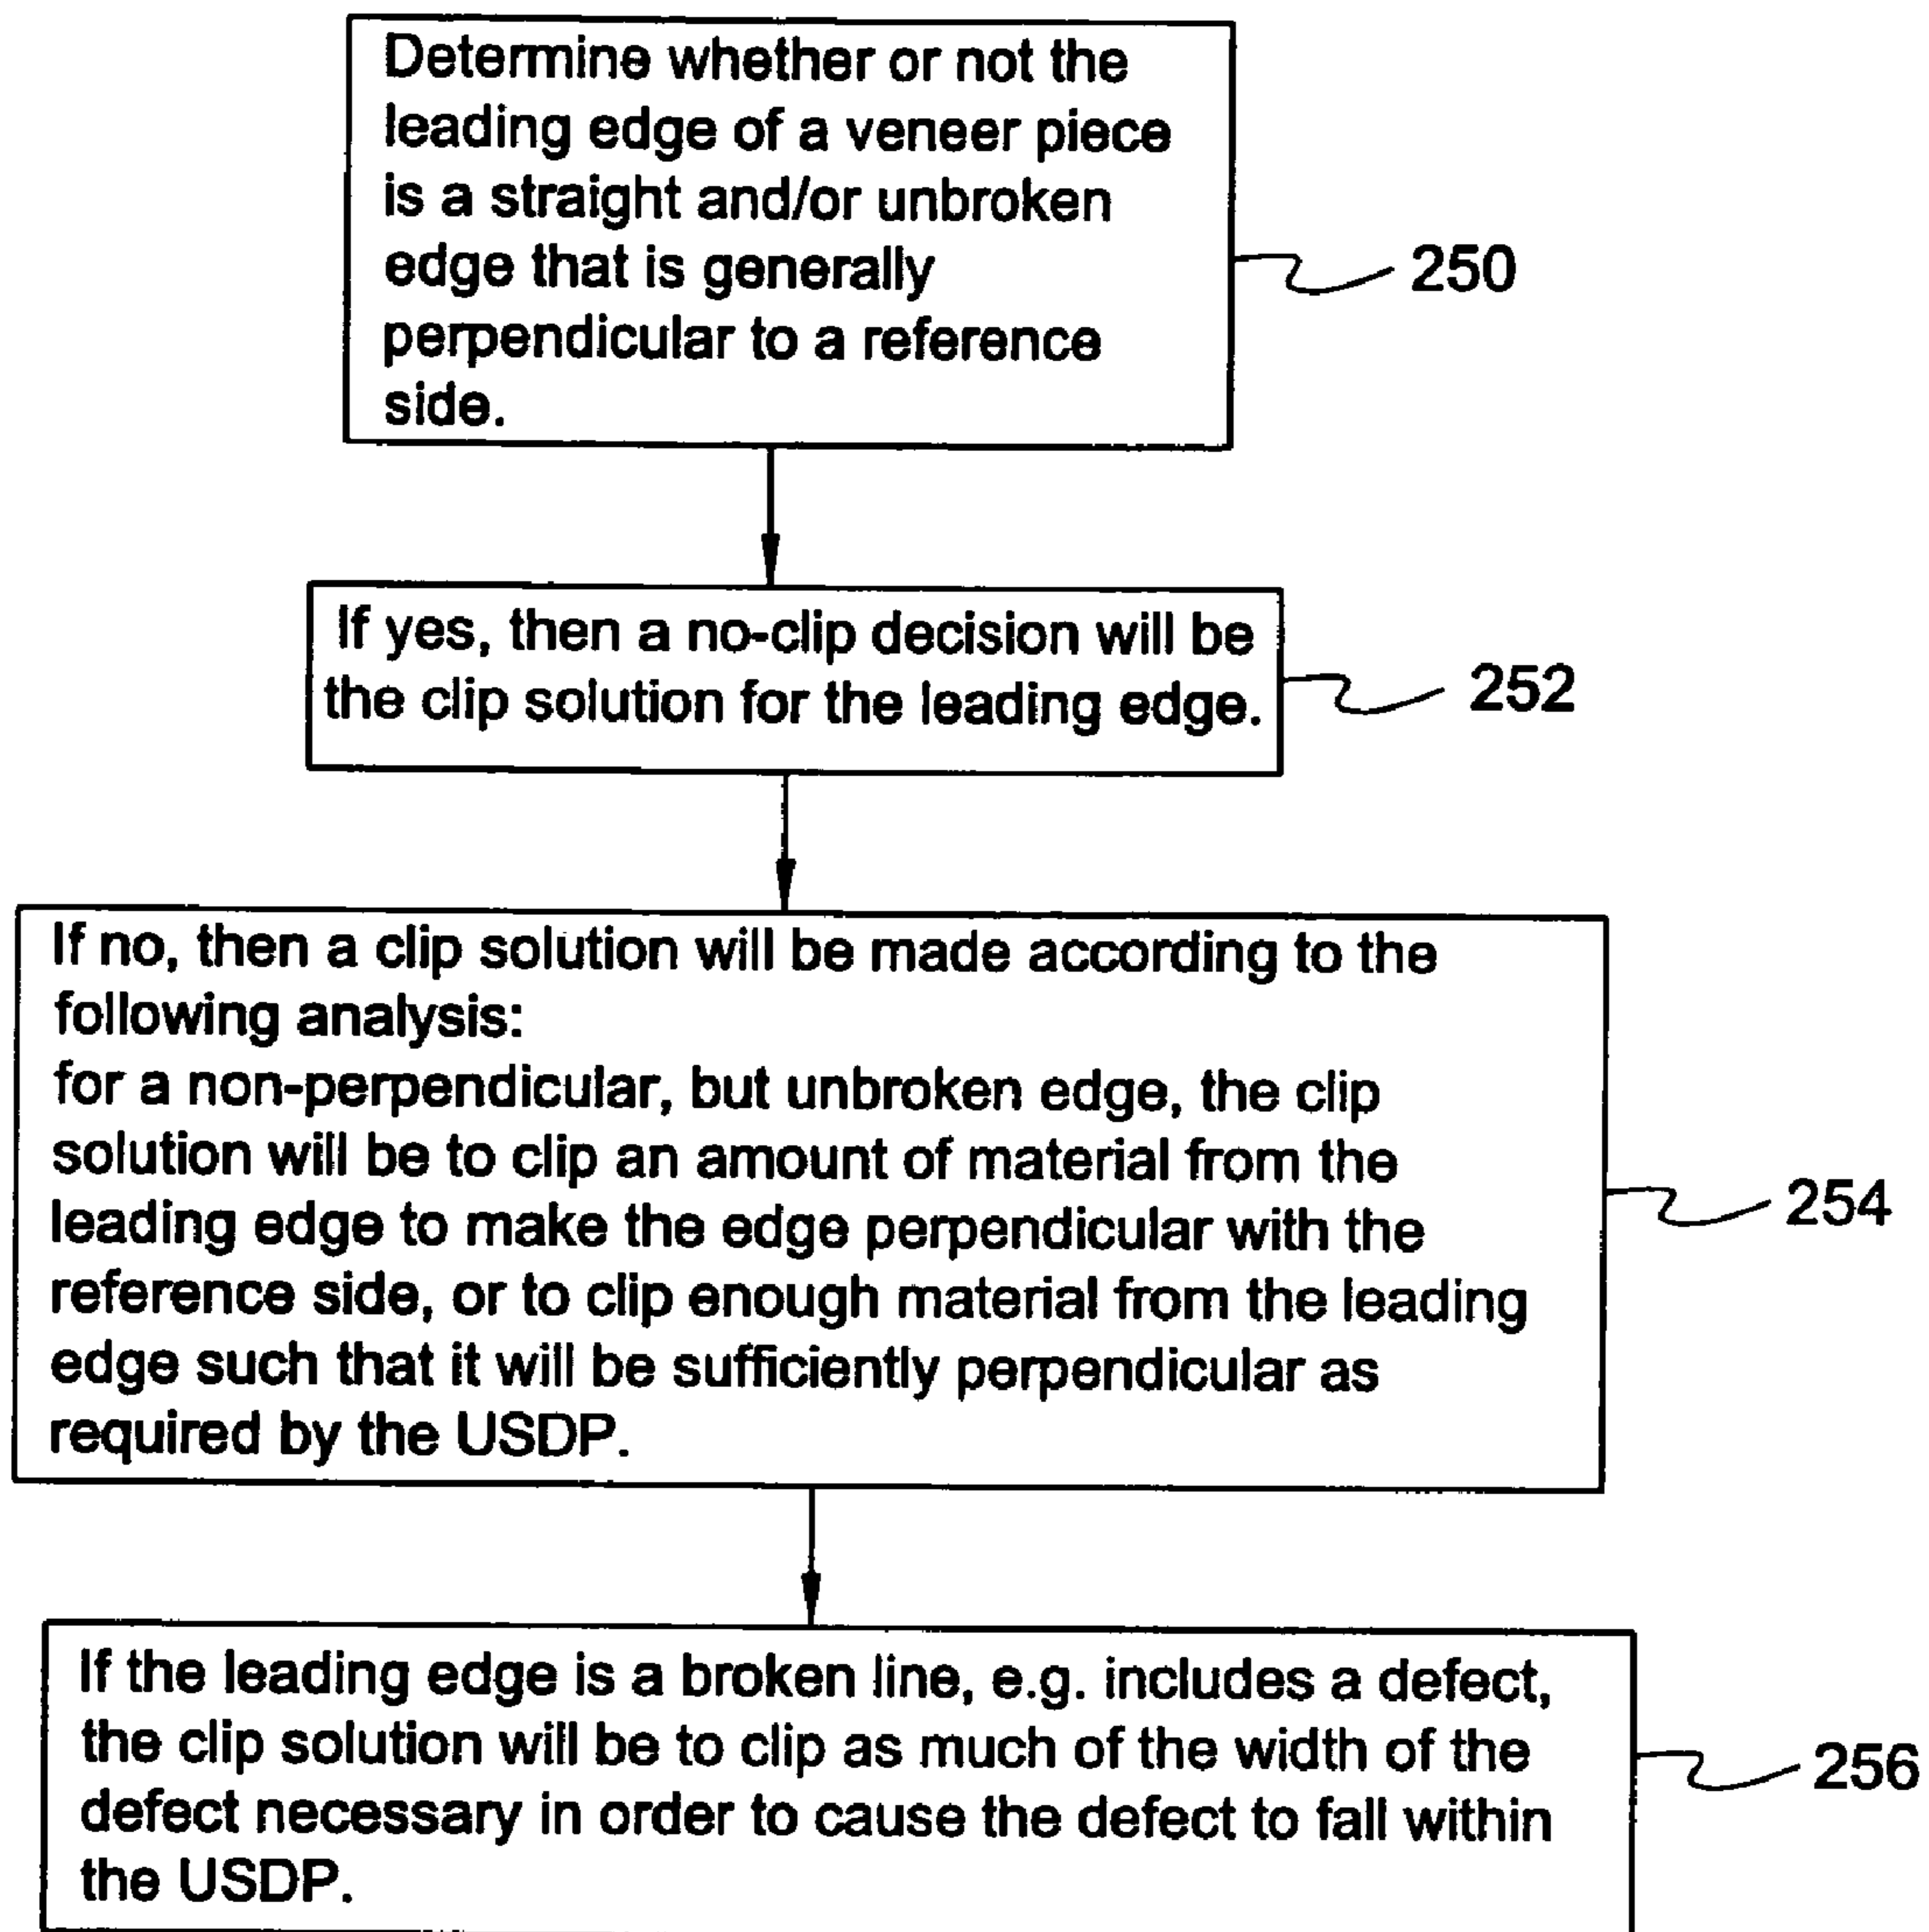 Determine whether or not the
leading edge of a veneer piece
is a straight and/or unbroken
edge that is generally
perpendicular to a reference
side.
250
If yes, then a no-clip decision will be
the clip solution for the leading edge.
252
If no, then a clip solution will be made according to the
following analysis:
for a non-perpendicular, but unbroken edge, the clip
solution will be to clip an amount of material from the
leading edge to make the edge perpendicular with the
reference side, or to clip enough material from the leading
edge such that it will be sufficiently perpendicular as
required by the USDP.
254
If the leading edge is a broken line, e.g. includes a defect,
the clip solution will be to clip as much of the width of the
defect necessary in order to cause the defect to fall within
the USDP.
256